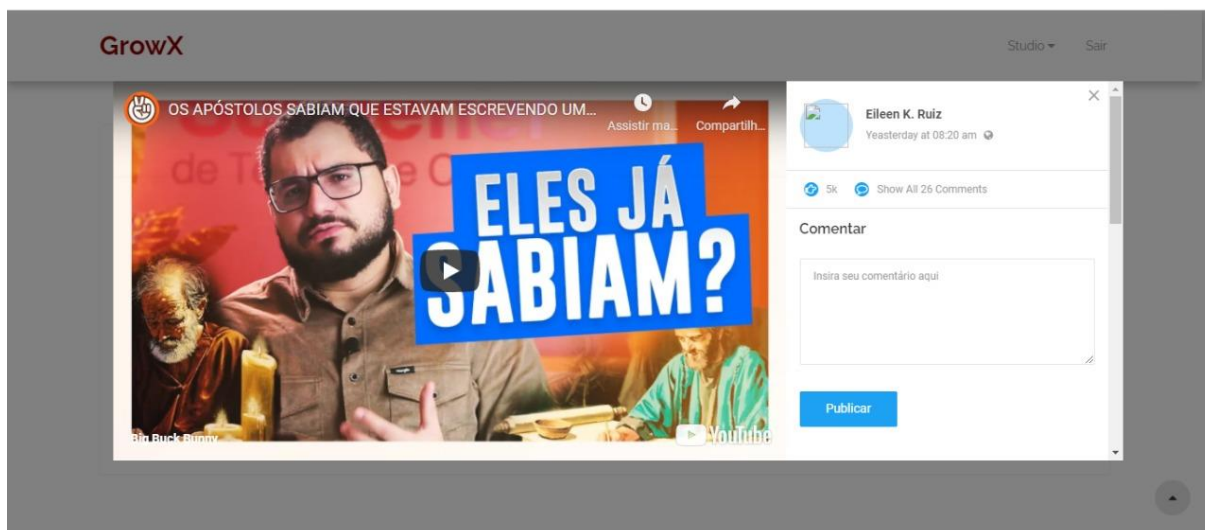 GrowX
Studio
Sair
OS APÓSTOLOS SABIAM QUE ESTAVAM ESCREVENDO UM...
Assistir ma...
Compartilh...
de
ELES JÁ
SABIAM?
Big Buck Bunny
YouTube
Eileen K. Ruiz
Yeasterday at 08:20 am
5k
Show All 26 Comments
Comentar
Insira seu comentário aqui
Publicar